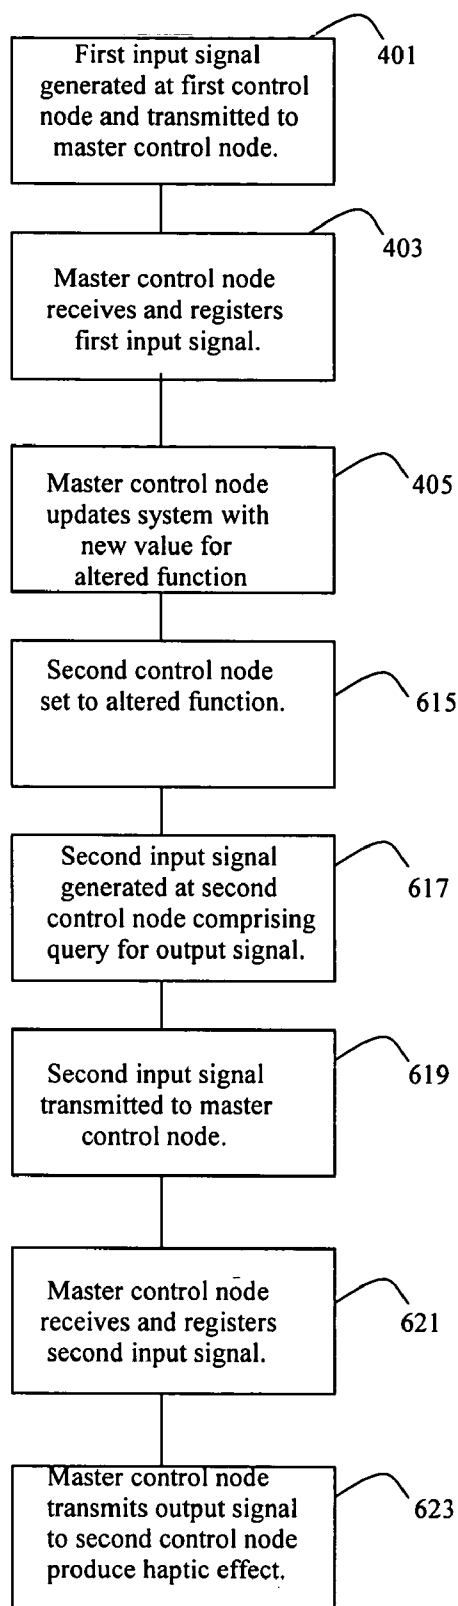 First input signal
generated at first control
node and transmitted to
master control node.
401
Master control node
receives and registers
first input signal.
403
Master control node
updates system with
new value for
altered function
405
Second control node
set to altered function.
615
Second input signal
generated at second
control node comprising
query for output signal.
617
Second input signal
transmitted to master
control node.
619
Master control node
receives and registers
second input signal.
621
Master control node
transmits output signal
to second control node
produce haptic effect.
623